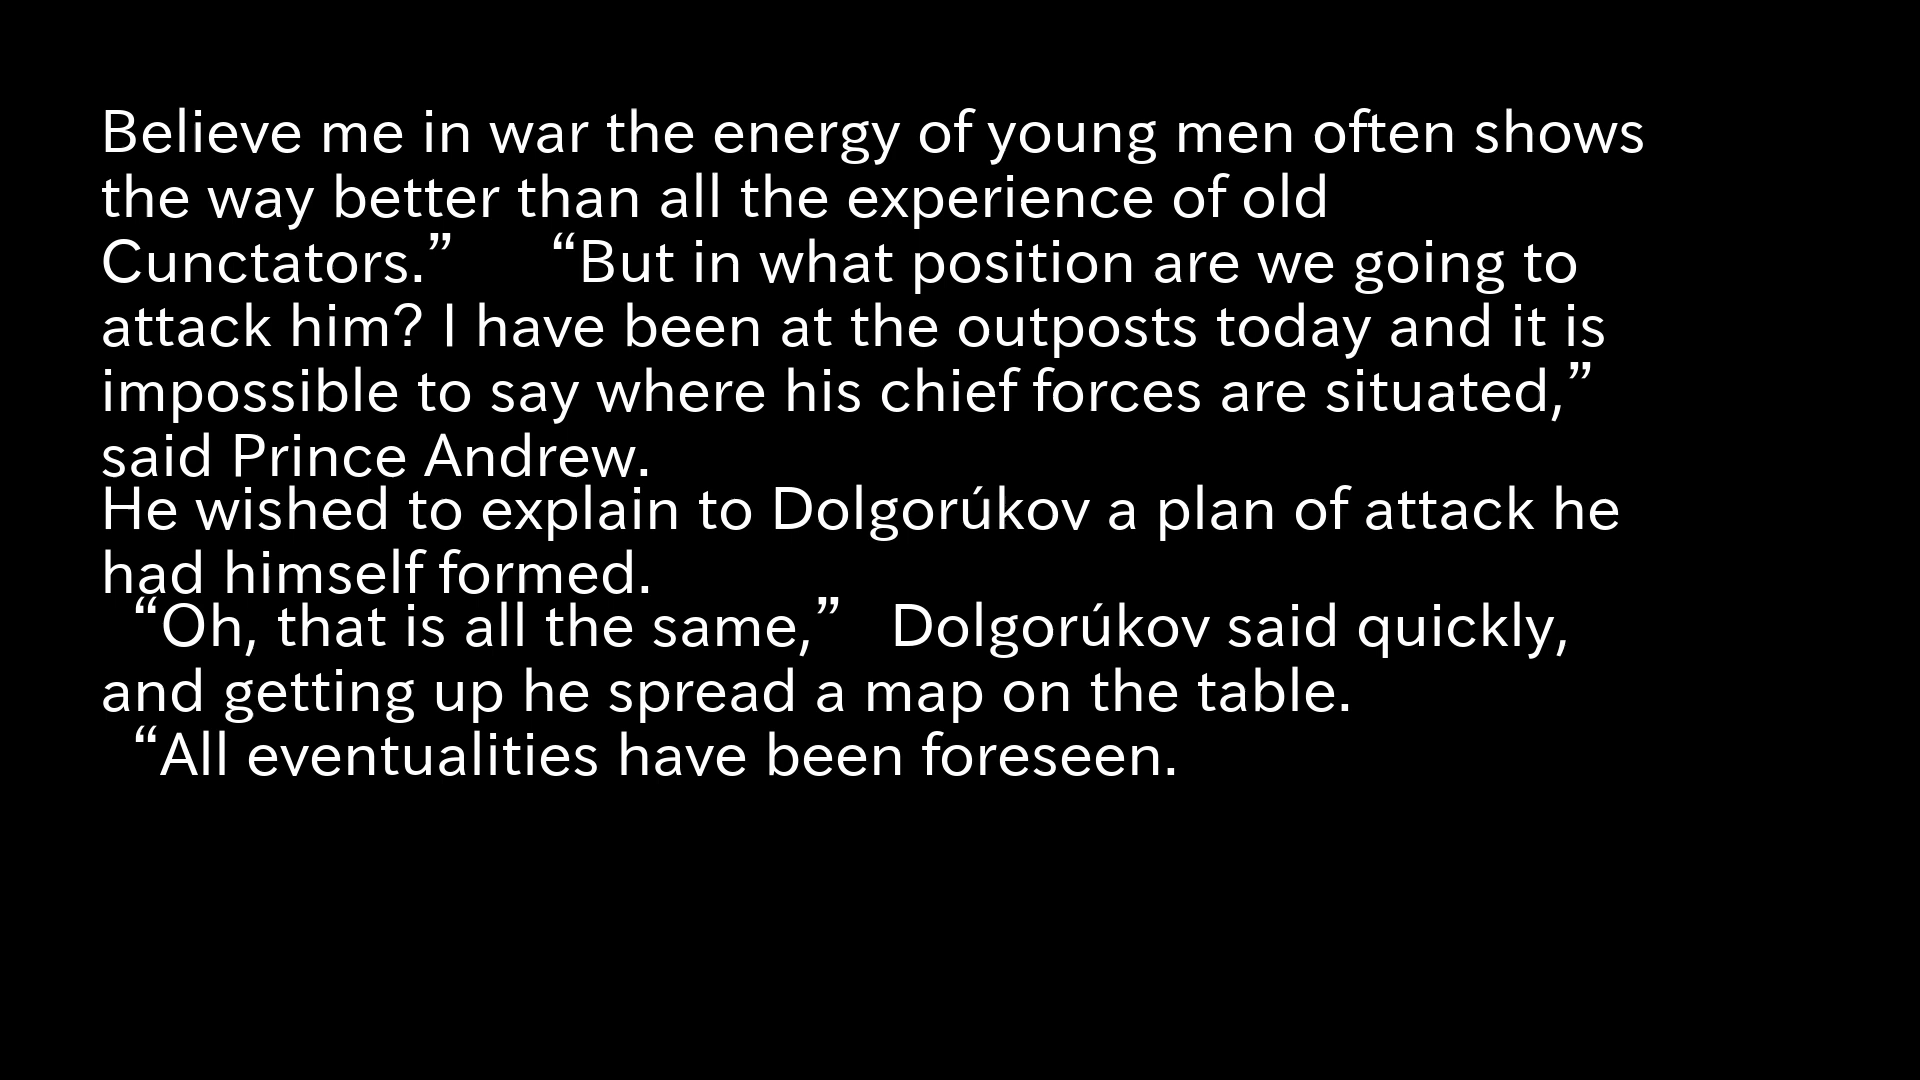 Believe me in war the energy of young men often shows
the way better than all the experience of old
Cunctators.” “But in what position are we going to
attack him? I have been at the outposts today and it is
impossible to say where his chief forces are situated,”
said Prince Andrew.
He wished to explain to Dolgorúkov a plan of attack he
had himself formed.
“Oh, that is all the same,” Dolgorúkov said quickly,
and getting up he spread a map on the table.
“All eventualities have been foreseen.